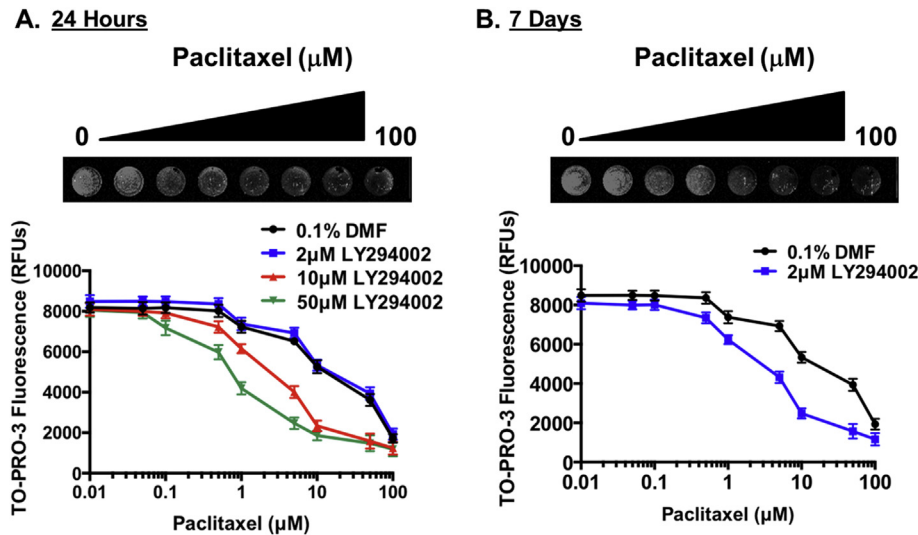 A. 24 Hours
Paclitaxel (μM)
0
100
0.1% DMF
2μM LY294002
10μM LY294002
50μM LY294002
TO-PRO-3 Fluorescence (RFUs)
10000
8000
6000
4000
2000
0
0.01 0.1 1 10 100
Paclitaxel (μM)
B. 7 Days
Paclitaxel (μM)
0
100
0.1% DMF
2μM LY294002
TO-PRO-3 Fluorescence (RFUs)
10000
8000
6000
4000
2000
0
0.01 0.1 1 10 100
Paclitaxel (μM)